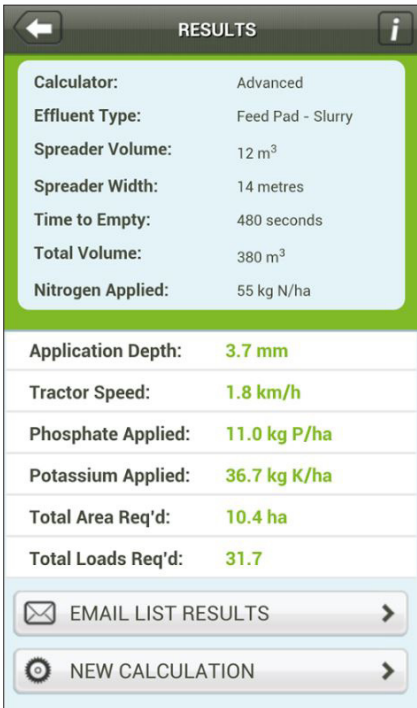 RESULTS
i
Calculator: Advanced
Effluent Type: Feed Pad - Slurry
Spreader Volume: 12 m³
Spreader Width: 14 metres
Time to Empty: 480 seconds
Total Volume: 380 m³
Nitrogen Applied: 55 kg N/ha
Application Depth: 3.7 mm
Tractor Speed: 1.8 km/h
Phosphate Applied: 11.0 kg P/ha
Potassium Applied: 36.7 kg K/ha
Total Area Req'd: 10.4 ha
Total Loads Req'd: 31.7
EMAIL LIST RESULTS
NEW CALCULATION